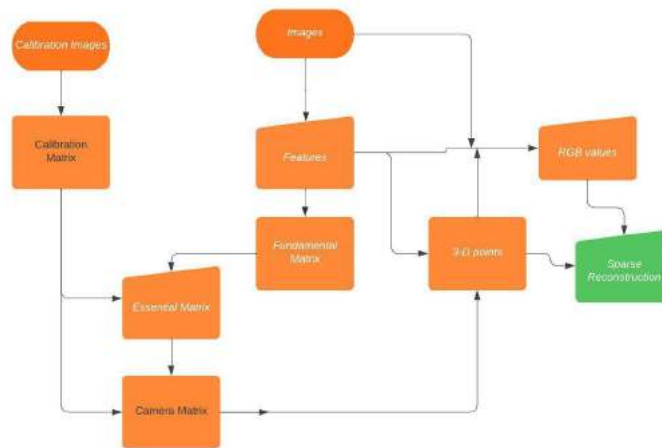 Images
Calibration Images
Calibration
Matrix
Features
RGB values
Fundamental
Matrix
3-D points
Sparse
Reconstruction
Essential Matrix
Camera Matrix